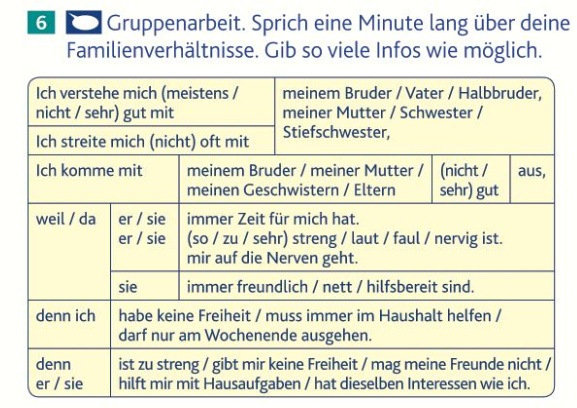 6 Gruppenarbeit. Sprich eine Minute lang über deine
Familienverhältnisse. Gib so viele Infos wie möglich.
Ich verstehe mich (meistens /
nicht / sehr) gut mit
Ich streite mich (nicht) oft mit
meinem Bruder / Vater / Halbbruder,
meiner Mutter / Schwester /
Stiefschwester,
Ich komme mit
meinem Bruder / meiner Mutter /
meinen Geschwistern / Eltern
(nicht /
sehr) gut
aus,
weil / da
er / sie
er / sie
immer Zeit für mich hat.
(so / zu / sehr) streng / laut / faul / nervig ist.
mir auf die Nerven geht.
sie
immer freundlich / nett / hilfsbereit sind.
denn ich
habe keine Freiheit / muss immer im Haushalt helfen /
darf nur am Wochenende ausgehen.
denn
er / sie
ist zu streng / gibt mir keine Freiheit / mag meine Freunde nicht /
hilft mir mit Hausaufgaben / hat dieselben Interessen wie ich.